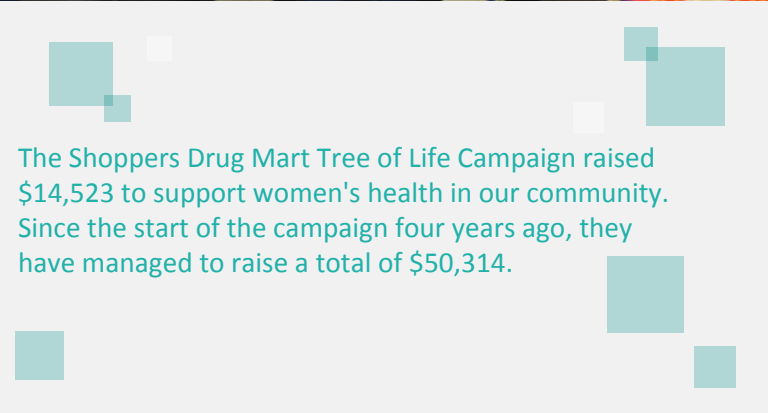 The Shoppers Drug Mart Tree of Life Campaign raised
$14,523 to support women's health in our community.
Since the start of the campaign four years ago, they
have managed to raise a total of $50,314.